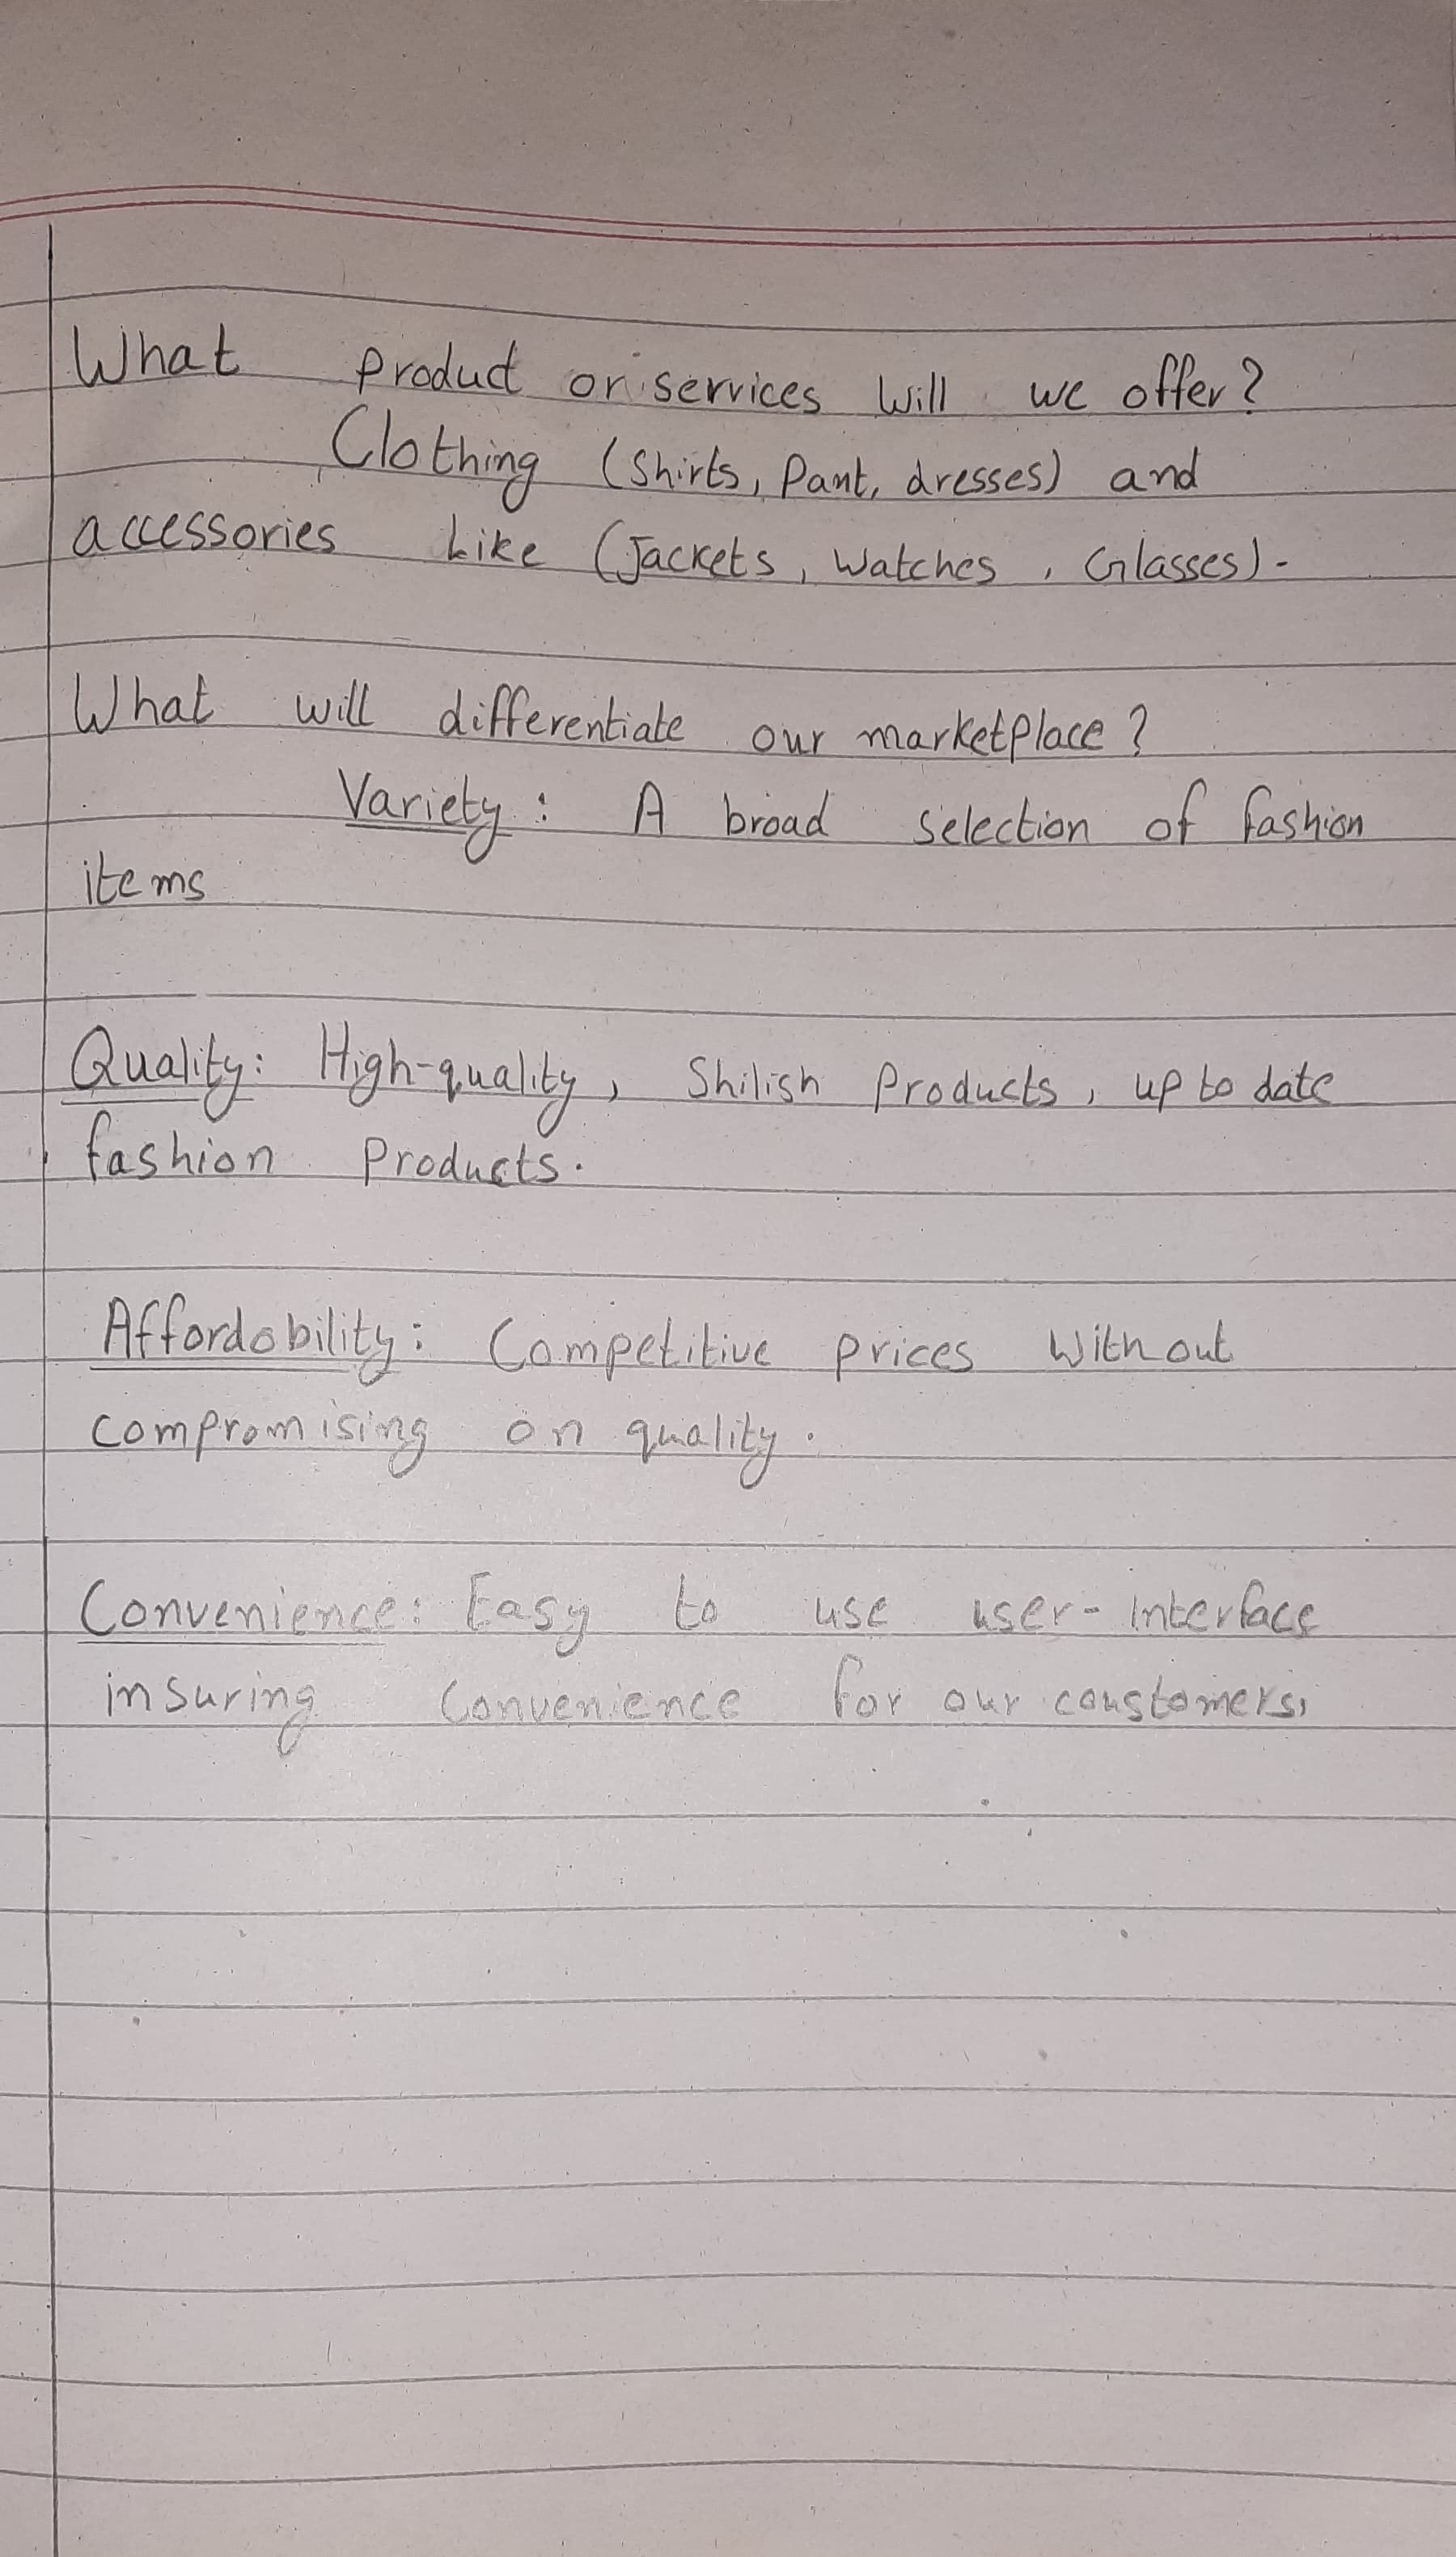 What product or services will we offer?
Clothing (Shirts, Pant, dresses) and
accessories Like (Jackets, watches, Glasses).
What will differentiate our marketplace?
Variety: A broad selection of fashion
items
Quality: High-quality, Shilish Products, up to date
fashion Products.
Affordobility: Competitive prices without
compromising on quality.
Convenience: Easy to use user-Interface
insuring convenience for our coustomers,